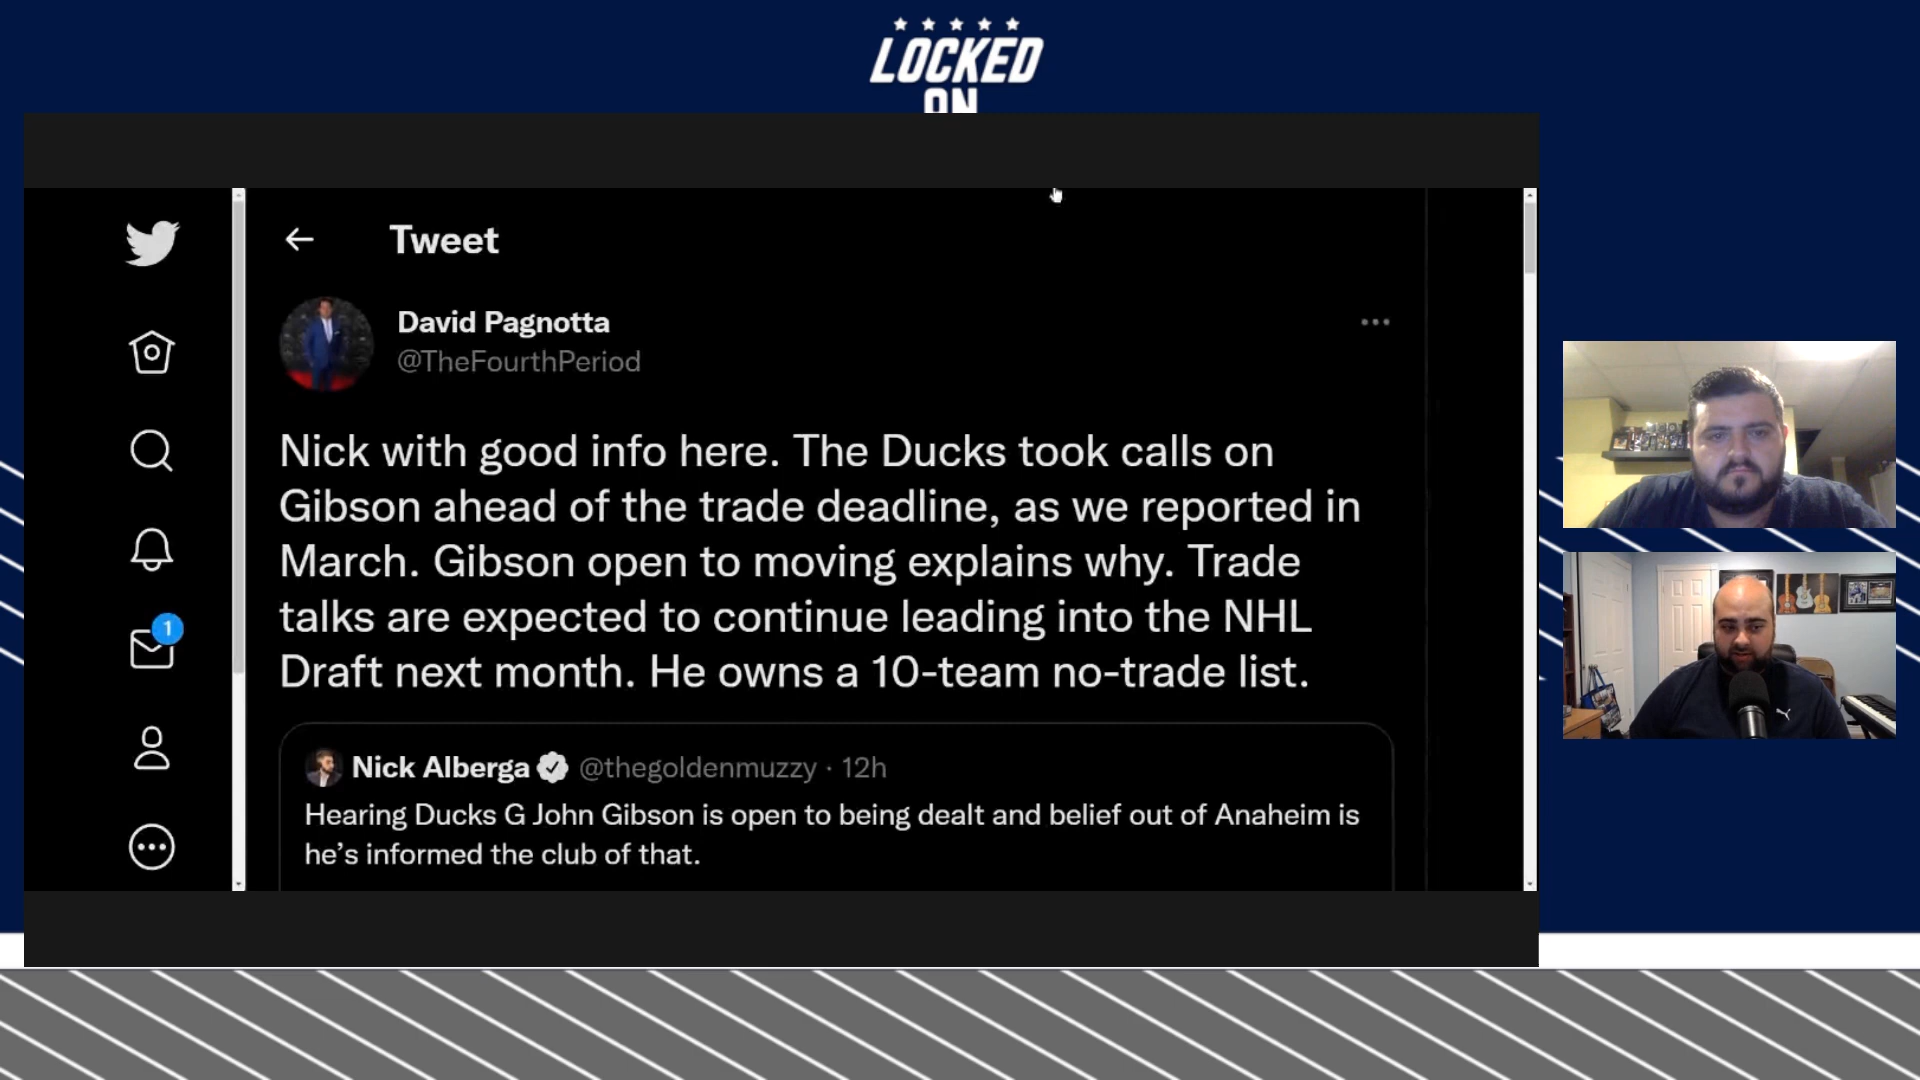 LOCKED
ON
Tweet
David Pagnotta
@TheFourthPeriod
Nick with good info here. The Ducks took calls on
Gibson ahead of the trade deadline, as we reported in
March. Gibson open to moving explains why. Trade
talks are expected to continue leading into the NHL
Draft next month. He owns a 10-team no-trade list.
1
Nick Alberga @thegoldenmuzzy · 12h
Hearing Ducks G John Gibson is open to being dealt and belief out of Anaheim is
he’s informed the club of that.